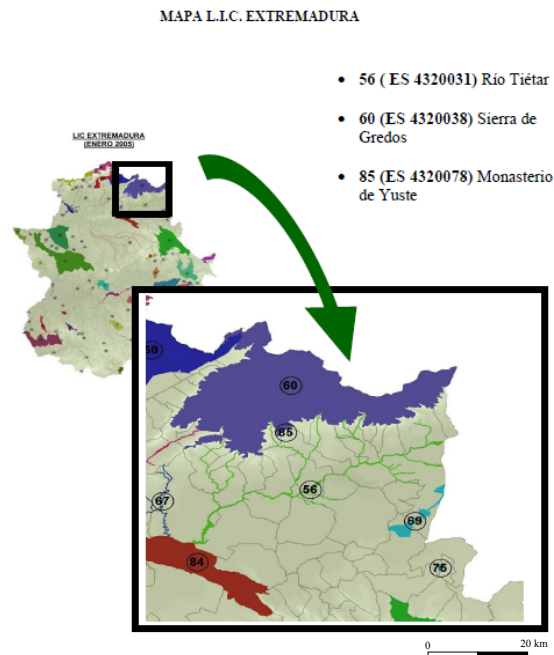 MAPA L.I.C. EXTREMADURA
• 56 ( ES 4320031) Río Tiétar
• 60 (ES 4320038) Sierra de
Gredos
• 85 (ES 4320078) Monasterio
de Yuste
LIC EXTREMADURA
(ENERO 2005)
60
85
56
67
69
84
75
0 20 km